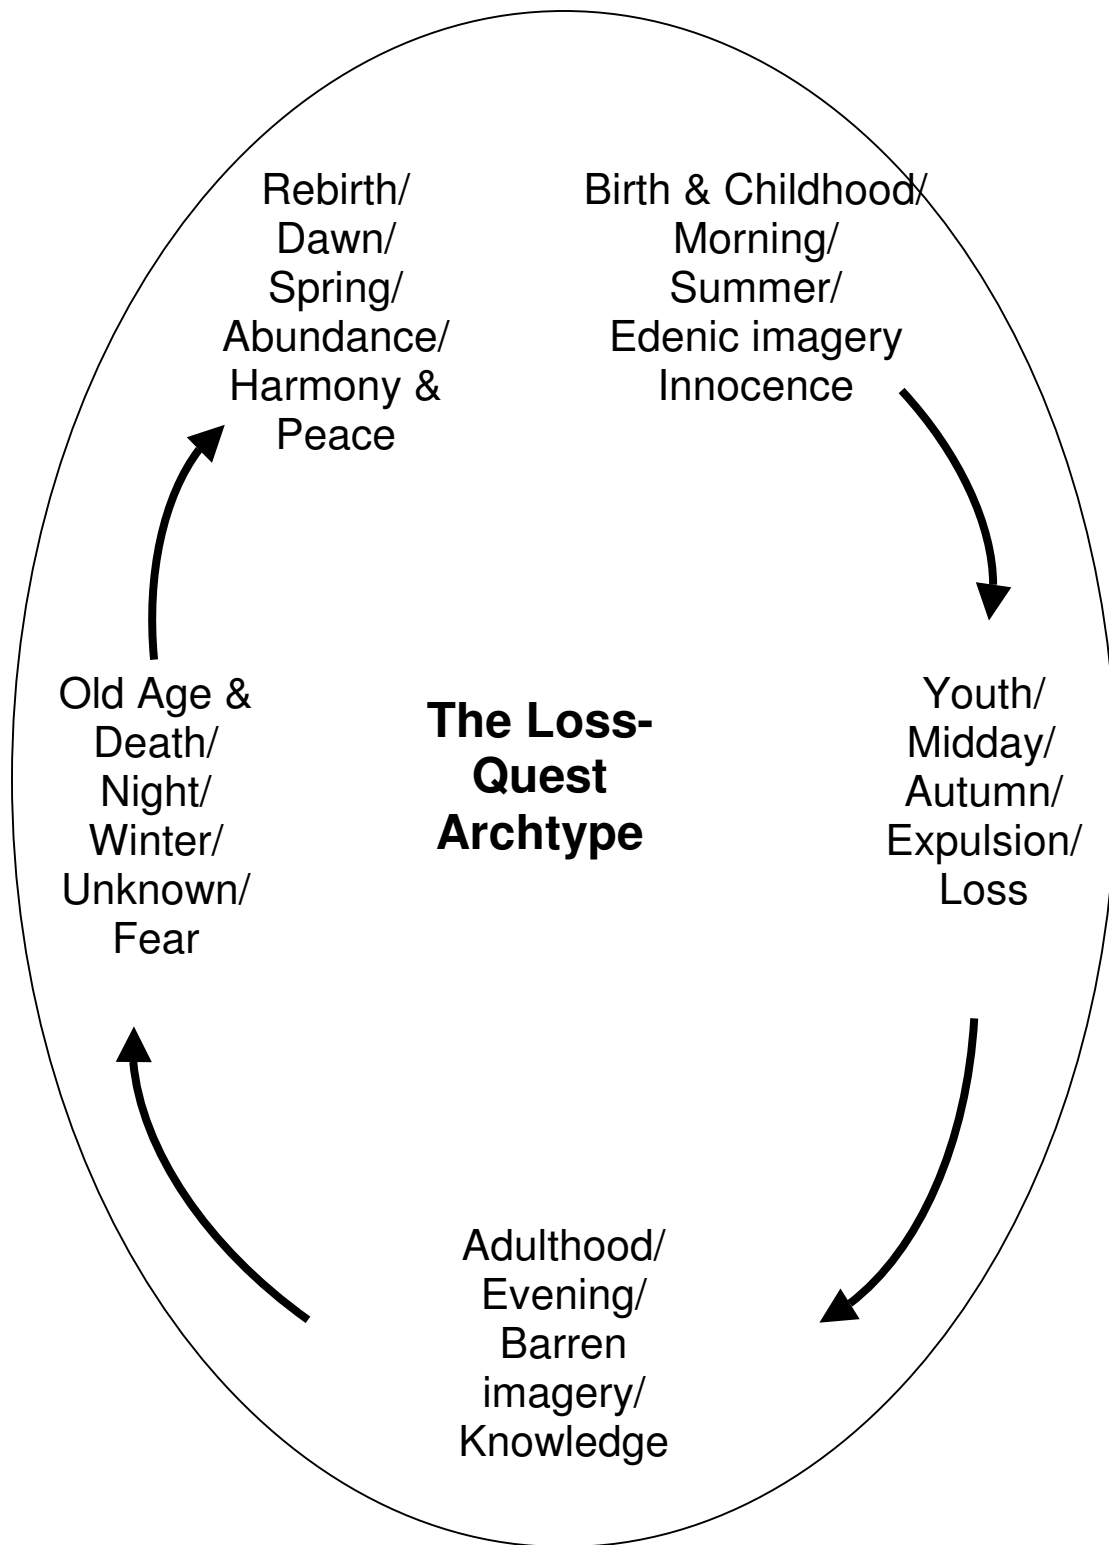 Rebirth/
Dawn/
Spring/
Abundance/
Harmony &
Peace
Birth & Childhood/
Morning/
Summer/
Edenic imagery
Innocence
Old Age &
Death/
Night/
Winter/
Unknown/
Fear
The Loss-
Quest
Archtype
Youth/
Midday/
Autumn/
Expulsion/
Loss
Adulthood/
Evening/
Barren
imagery/
Knowledge